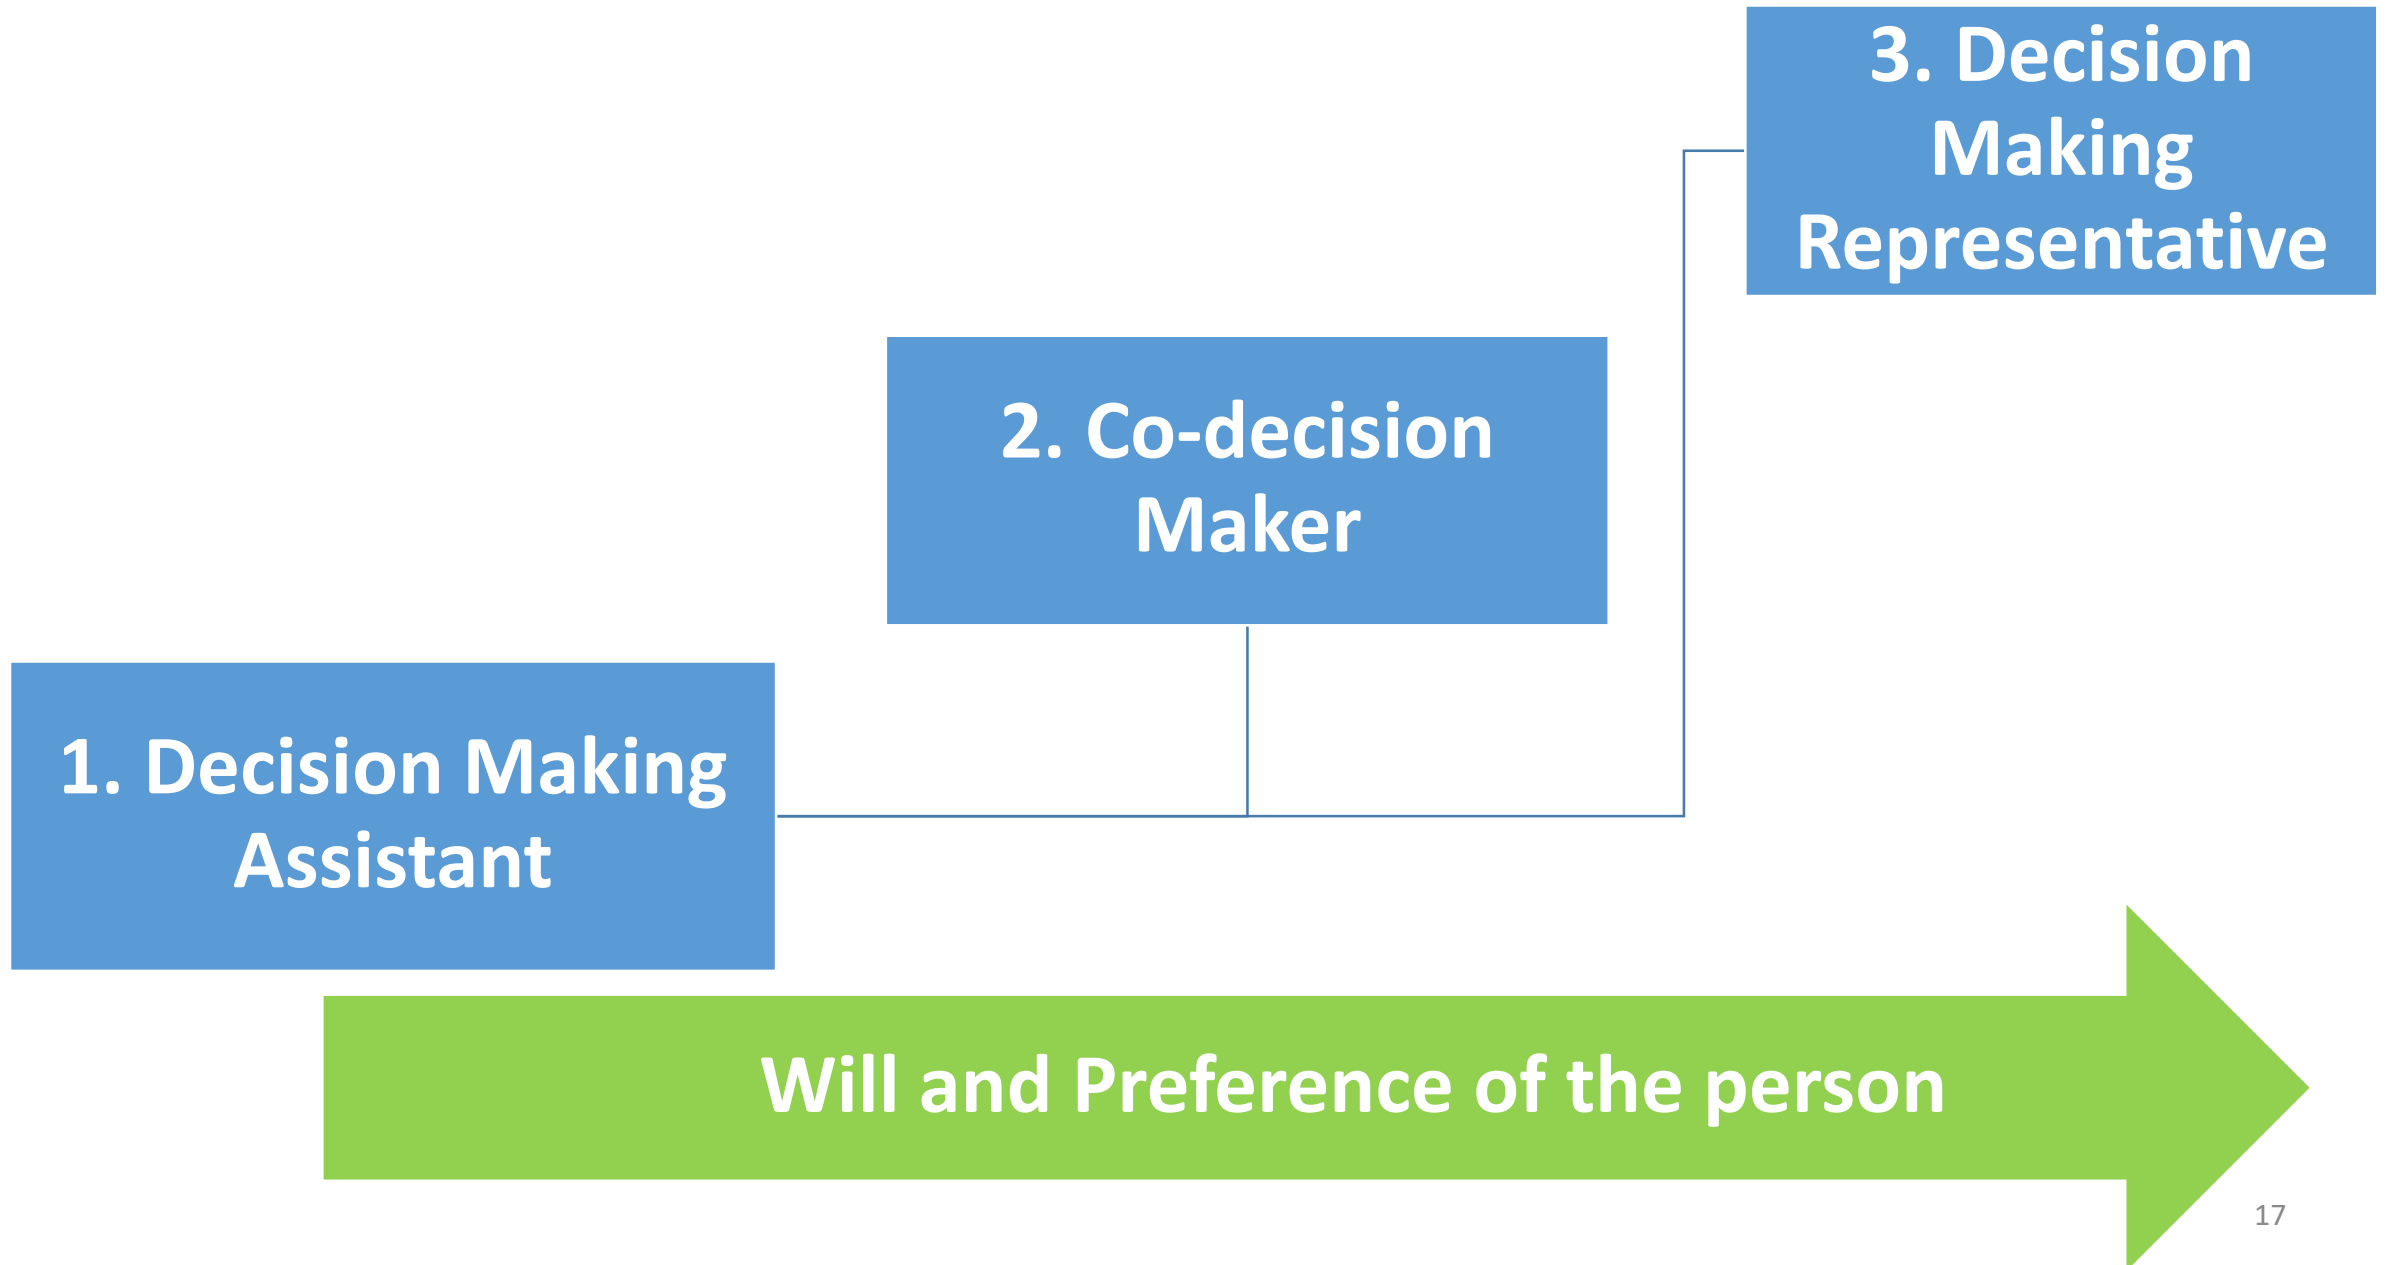 3. Decision
Making
Representative
2. Co-decision
Maker
1. Decision Making
Assistant
Will and Preference of the person
17